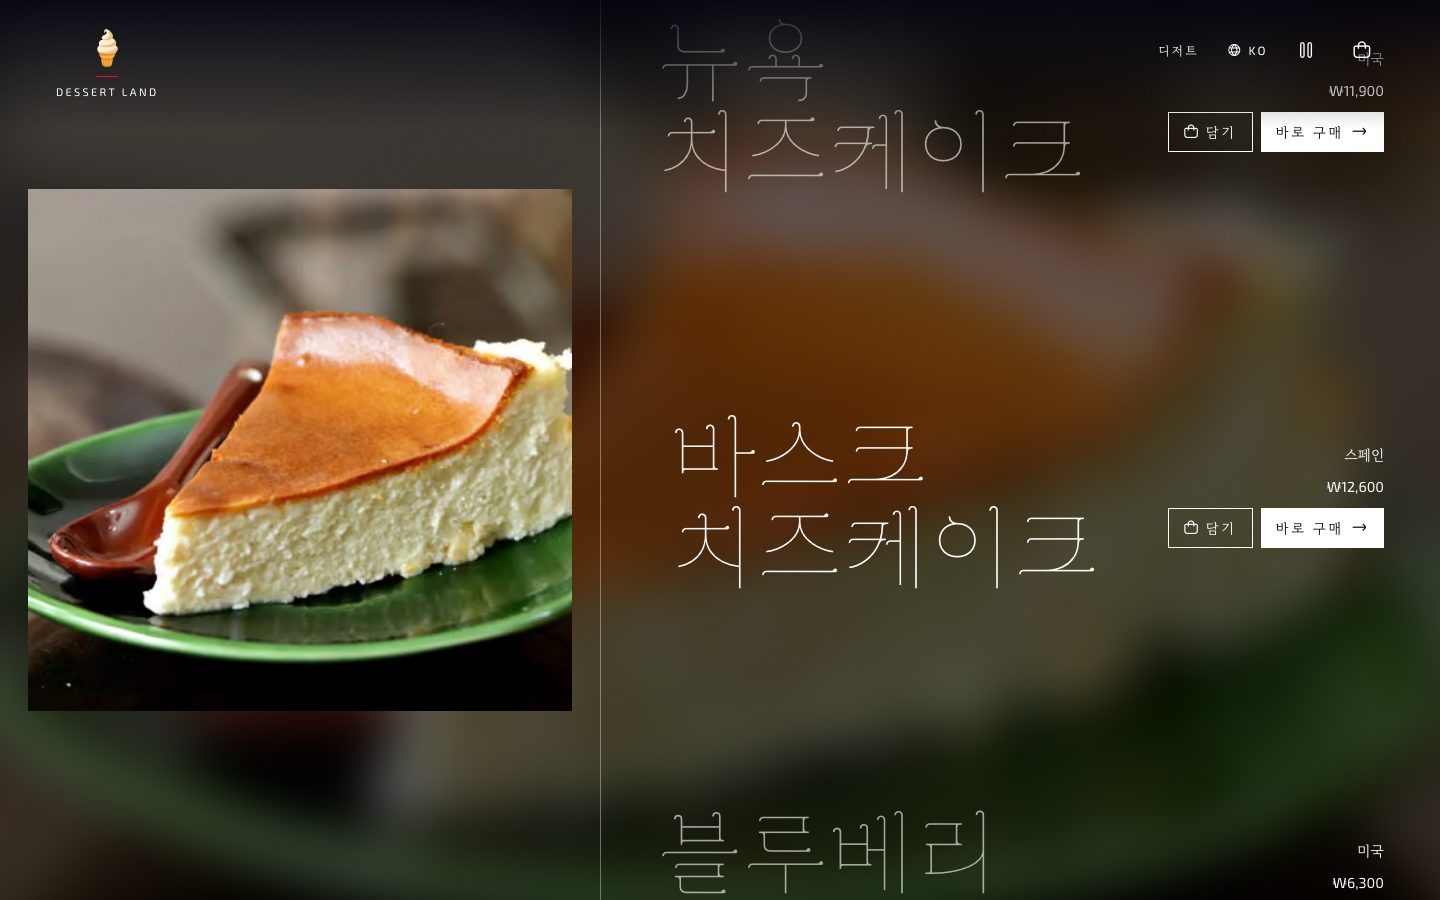 DESSERT LAND
디저트
KO
뉴욕
치즈케이크
미국
₩11,900
담기
바로 구매 →
바스크
치즈케이크
스페인
₩12,600
담기
바로 구매 →
블루베리
미국
₩6,300